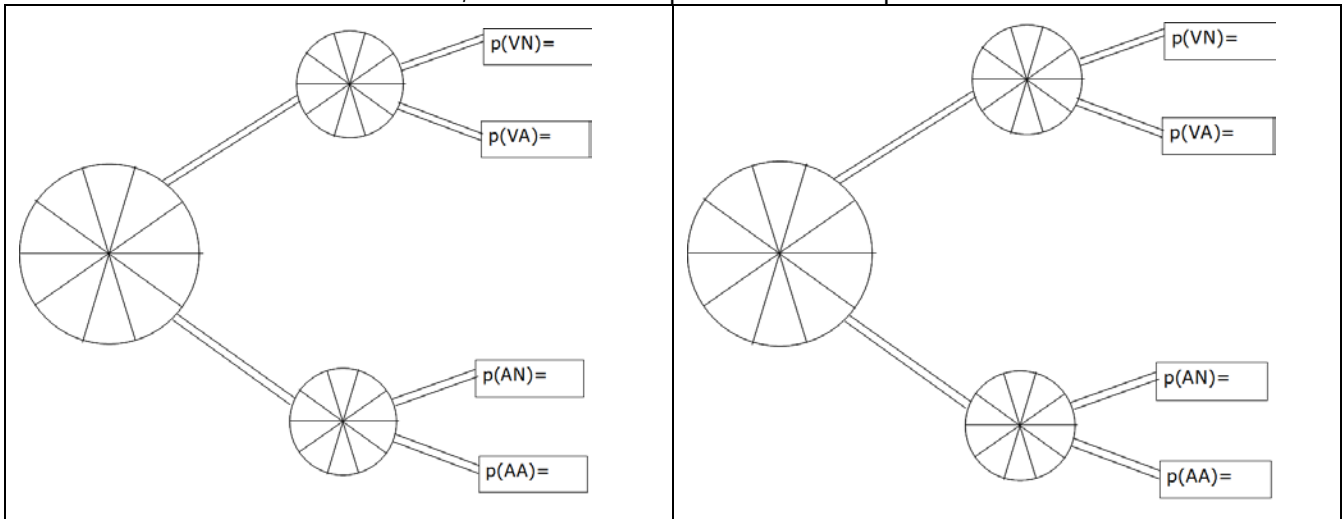 p(VN)=
p(VA)=
p(AN)=
p(AA)=
p(VN)=
p(VA)=
p(AN)=
p(AA)=